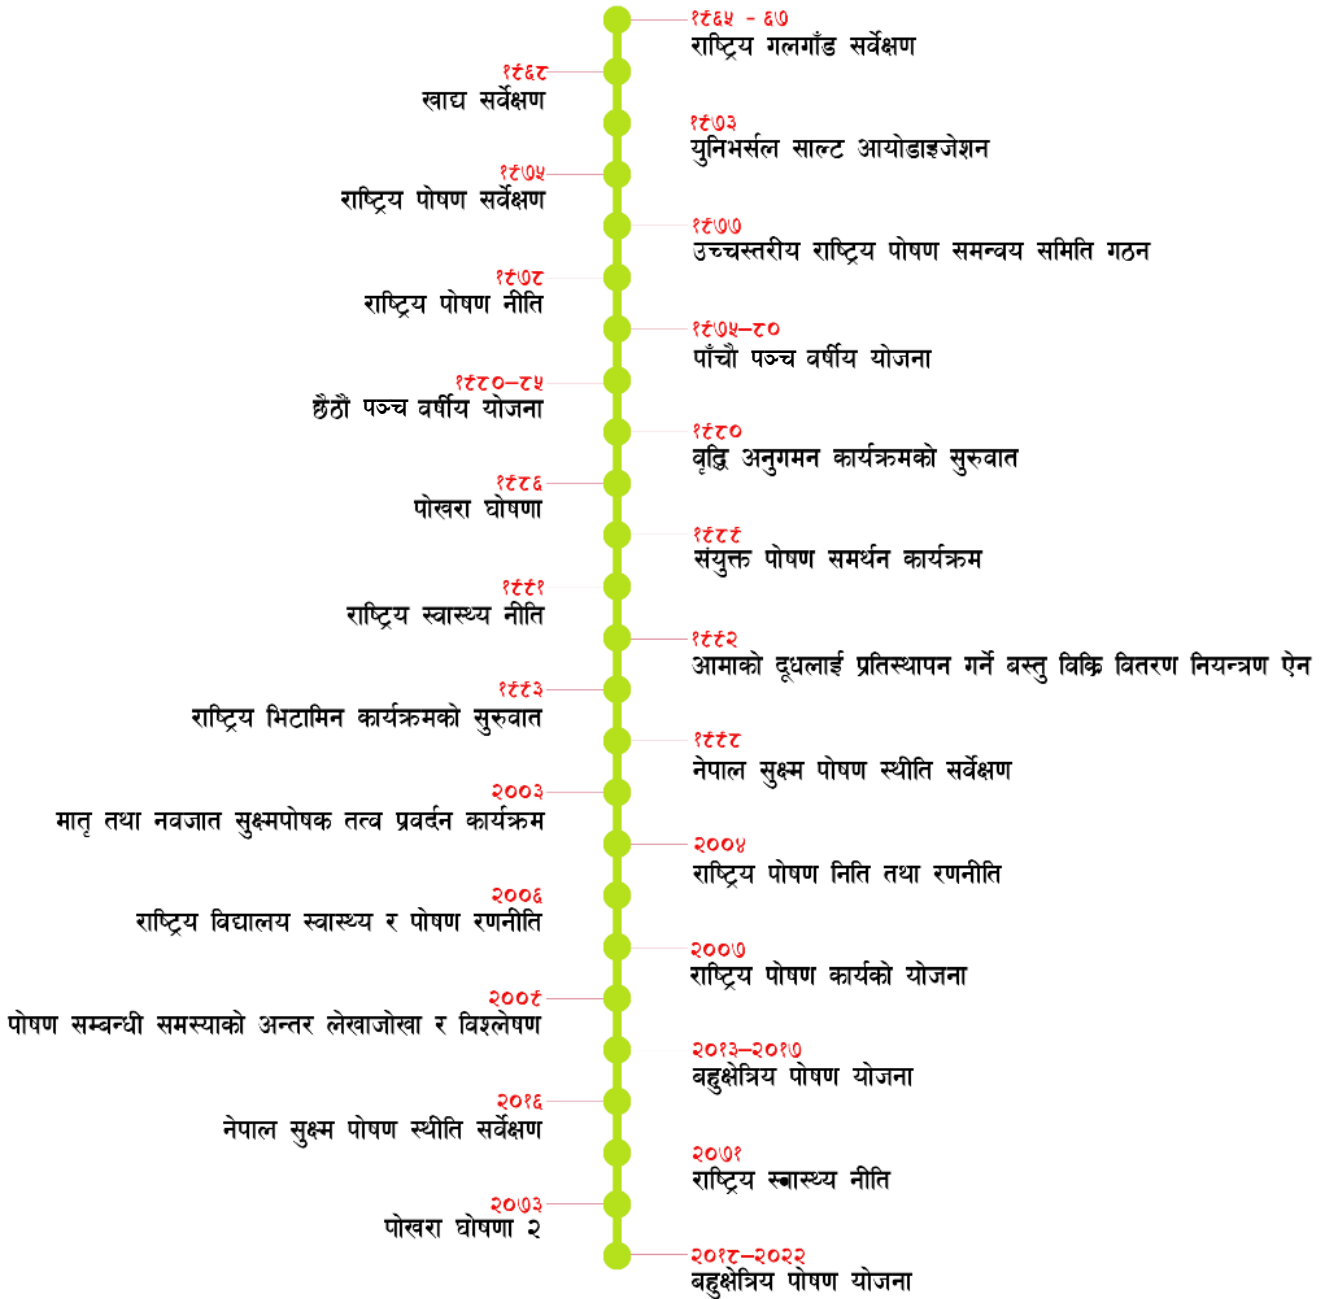 १९६५ - ६७
राष्ट्रिय गलगाँड सर्वेक्षण
१९६८
खाद्य सर्वेक्षण
१९७३
युनिभर्सल साल्ट आयोडाइजेशन
१९७५
राष्ट्रिय पोषण सर्वेक्षण
१९७७
उच्चस्तरीय राष्ट्रिय पोषण समन्वय समिति गठन
१९७८
राष्ट्रिय पोषण नीति
१९७५–८०
पाँचौ पञ्च वर्षीय योजना
१९८०–८५
छैठौं पञ्च वर्षीय योजना
१९८०
वृद्धि अनुगमन कार्यक्रमको सुरुवात
१९८६
पोखरा घोषणा
१९८९
संयुक्त पोषण समर्थन कार्यक्रम
१९९१
राष्ट्रिय स्वास्थ्य नीति
१९९२
आमाको दूधलाई प्रतिस्थापन गर्ने बस्तु विक्रि वितरण नियन्त्रण ऐन
१९९३
राष्ट्रिय भिटामिन कार्यक्रमको सुरुवात
१९९८
नेपाल सुक्ष्म पोषण स्थीति सर्वेक्षण
२००३
मातृ तथा नवजात सुक्ष्मपोषक तत्व प्रवर्दन कार्यक्रम
२००४
राष्ट्रिय पोषण निति तथा रणनीति
२००६
राष्ट्रिय विद्यालय स्वास्थ्य र पोषण रणनीति
२००७
राष्ट्रिय पोषण कार्यको योजना
२००९
पोषण सम्बन्धी समस्याको अन्तर लेखाजोखा र विश्लेषण
२०१३–२०१७
बहुक्षेत्रिय पोषण योजना
२०१६
नेपाल सुक्ष्म पोषण स्थीति सर्वेक्षण
२०७१
राष्ट्रिय स्वास्थ्य नीति
२०७३
पोखरा घोषणा २
२०१८–२०२२
बहुक्षेत्रिय पोषण योजना